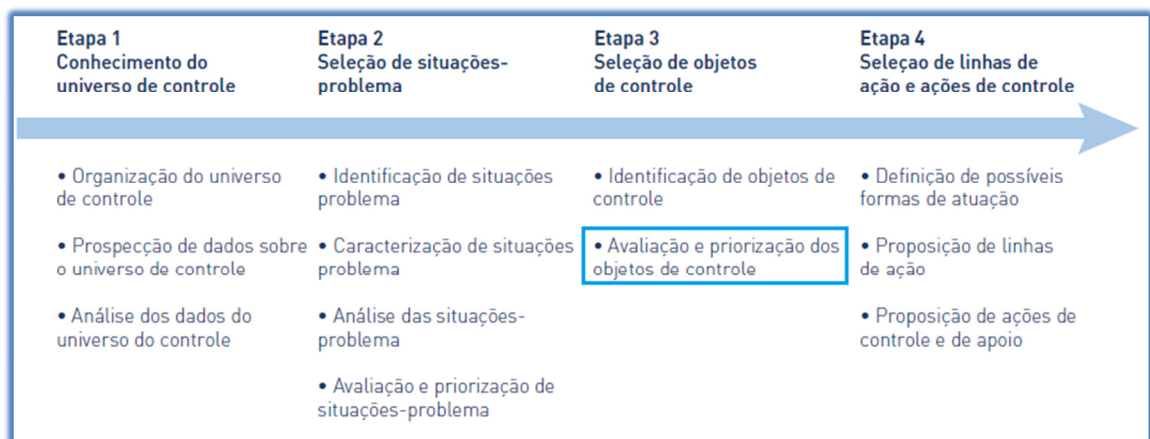 Etapa 1
Conhecimento do
universo de controle
Etapa 2
Seleção de situações-
problema
Etapa 3
Seleção de objetos
de controle
Etapa 4
Seleçao de linhas de
ação e ações de controle
• Organização do universo
de controle
• Prospecção de dados sobre
o universo de controle
• Análise dos dados do
universo do controle
• Identificação de situações
problema
• Caracterização de situações
problema
• Análise das situações-
problema
• Avaliação e priorização de
situações-problema
• Identificação de objetos de
controle
• Avaliação e priorização dos
objetos de controle
• Definição de possíveis
formas de atuação
• Proposição de linhas
de ação
• Proposição de ações de
controle e de apoio